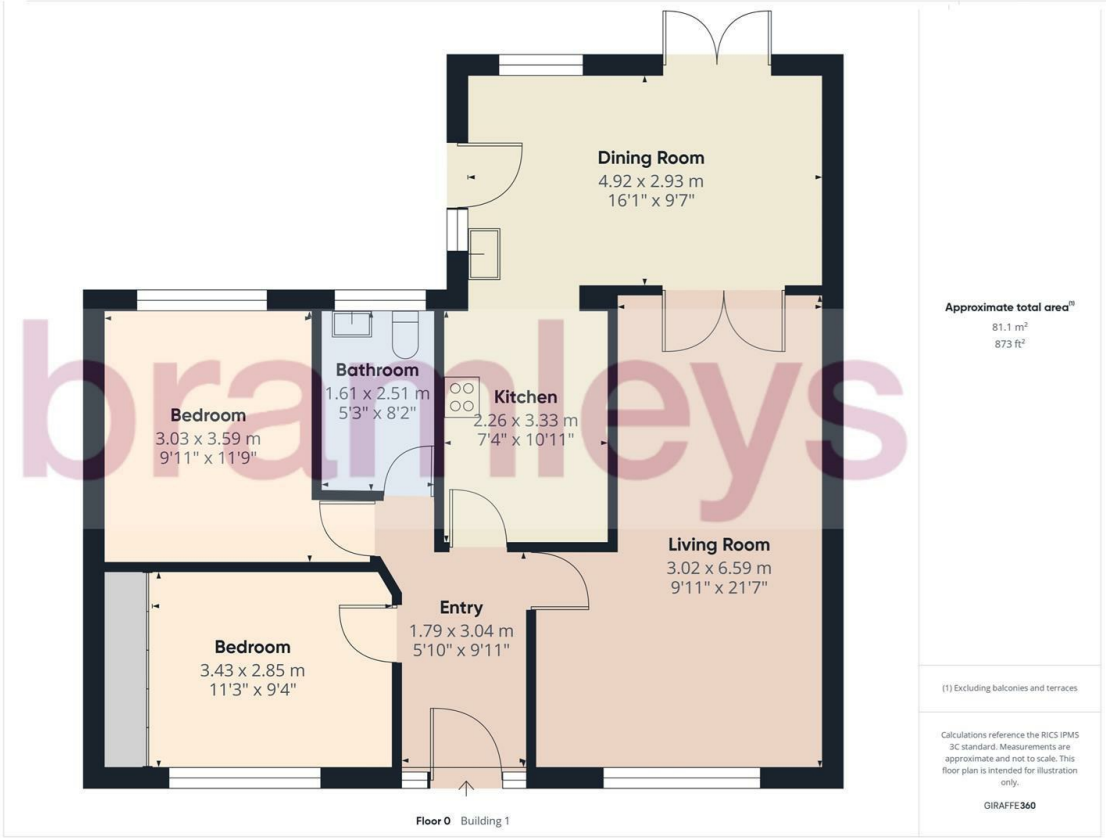 Dining Room
4.92 x 2.93 m
16'1" x 9'7"
Bathroom
1.61 x 2.51 m
5'3" x 8'2"
Kitchen
2.26 x 3.33 m
7'4" x 10'11"
Bedroom
3.03 x 3.59 m
9'11" x 11'9"
bramleys
Living Room
3.02 x 6.59 m
9'11" x 21'7"
Entry
1.79 x 3.04 m
5'10" x 9'11"
Bedroom
3.43 x 2.85 m
11'3" x 9'4"
Floor 0 Building 1
Approximate total area(1)
81.1 m²
873 ft²
(1) Excluding balconies and terraces
Calculations reference the RICS IPMS
3C standard. Measurements are
approximate and not to scale. This
floor plan is intended for illustration
only.
GIRAFFE360